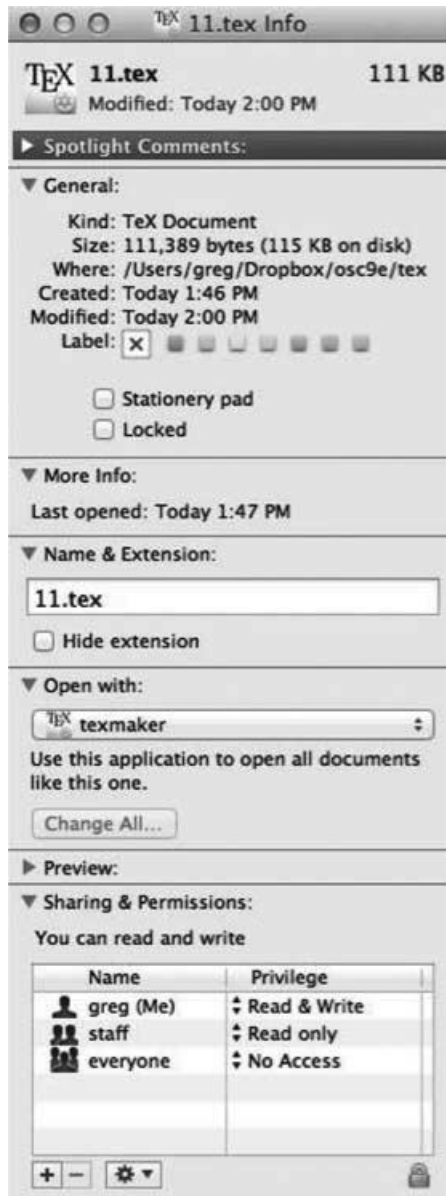 TEX 11.tex Info
TEX 11.tex 111 KB
Modified: Today 2:00 PM
Spotlight Comments:
General:
Kind: TeX Document
Size: 111,389 bytes (115 KB on disk)
Where: /Users/greg/Dropbox/osc9e/tex
Created: Today 1:46 PM
Modified: Today 2:00 PM
Label:
Stationery pad
Locked
More Info:
Last opened: Today 1:47 PM
Name & Extension:
11.tex
Hide extension
Open with:
TEX texmaker
Use this application to open all documents
like this one.
Change All...
Preview:
Sharing & Permissions:
You can read and write
Name Privilege
greg (Me) Read & Write
staff Read only
everyone No Access